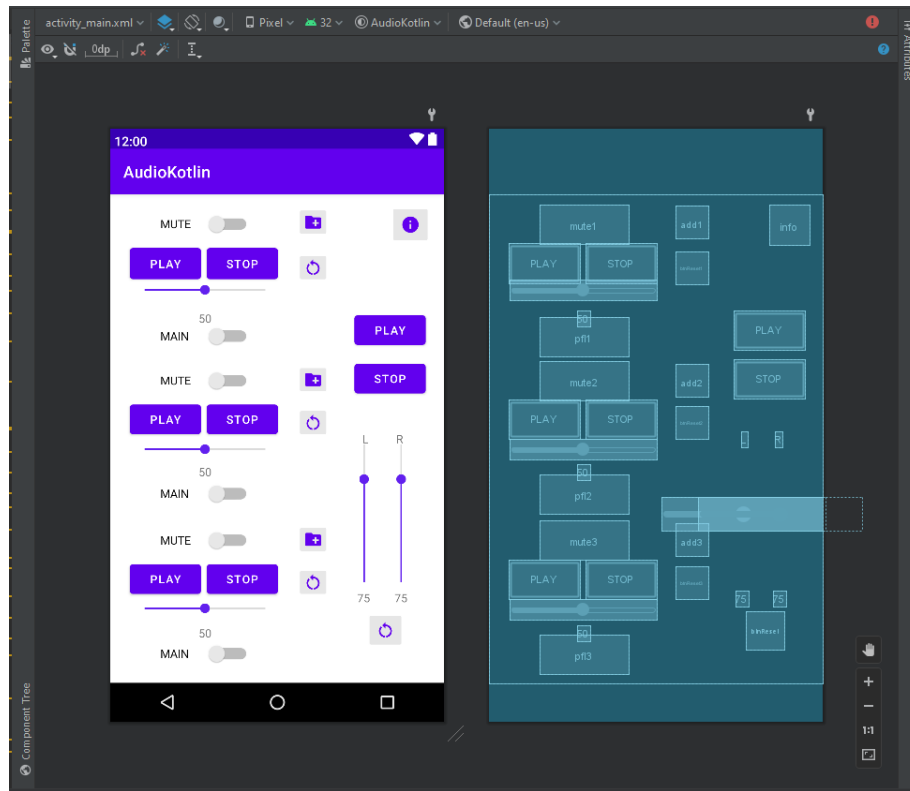 activity_main.xml Pixel 32 AudioKotlin Default (en-us)
Palette
0dp
Attributes
12:00
AudioKotlin
MUTE
PLAY STOP
50
MAIN
PLAY
MUTE
STOP
PLAY STOP
L R
50
MAIN
MUTE
PLAY STOP
75 75
50
MAIN
mute1 add1 info
PLAY STOP
50
pfl1
PLAY
mute2 add2
STOP
PLAY STOP
L R
50
pfl2
mute3 add3
PLAY STOP
75 75
btnReset
50
pfl3
Component Tree
1:1